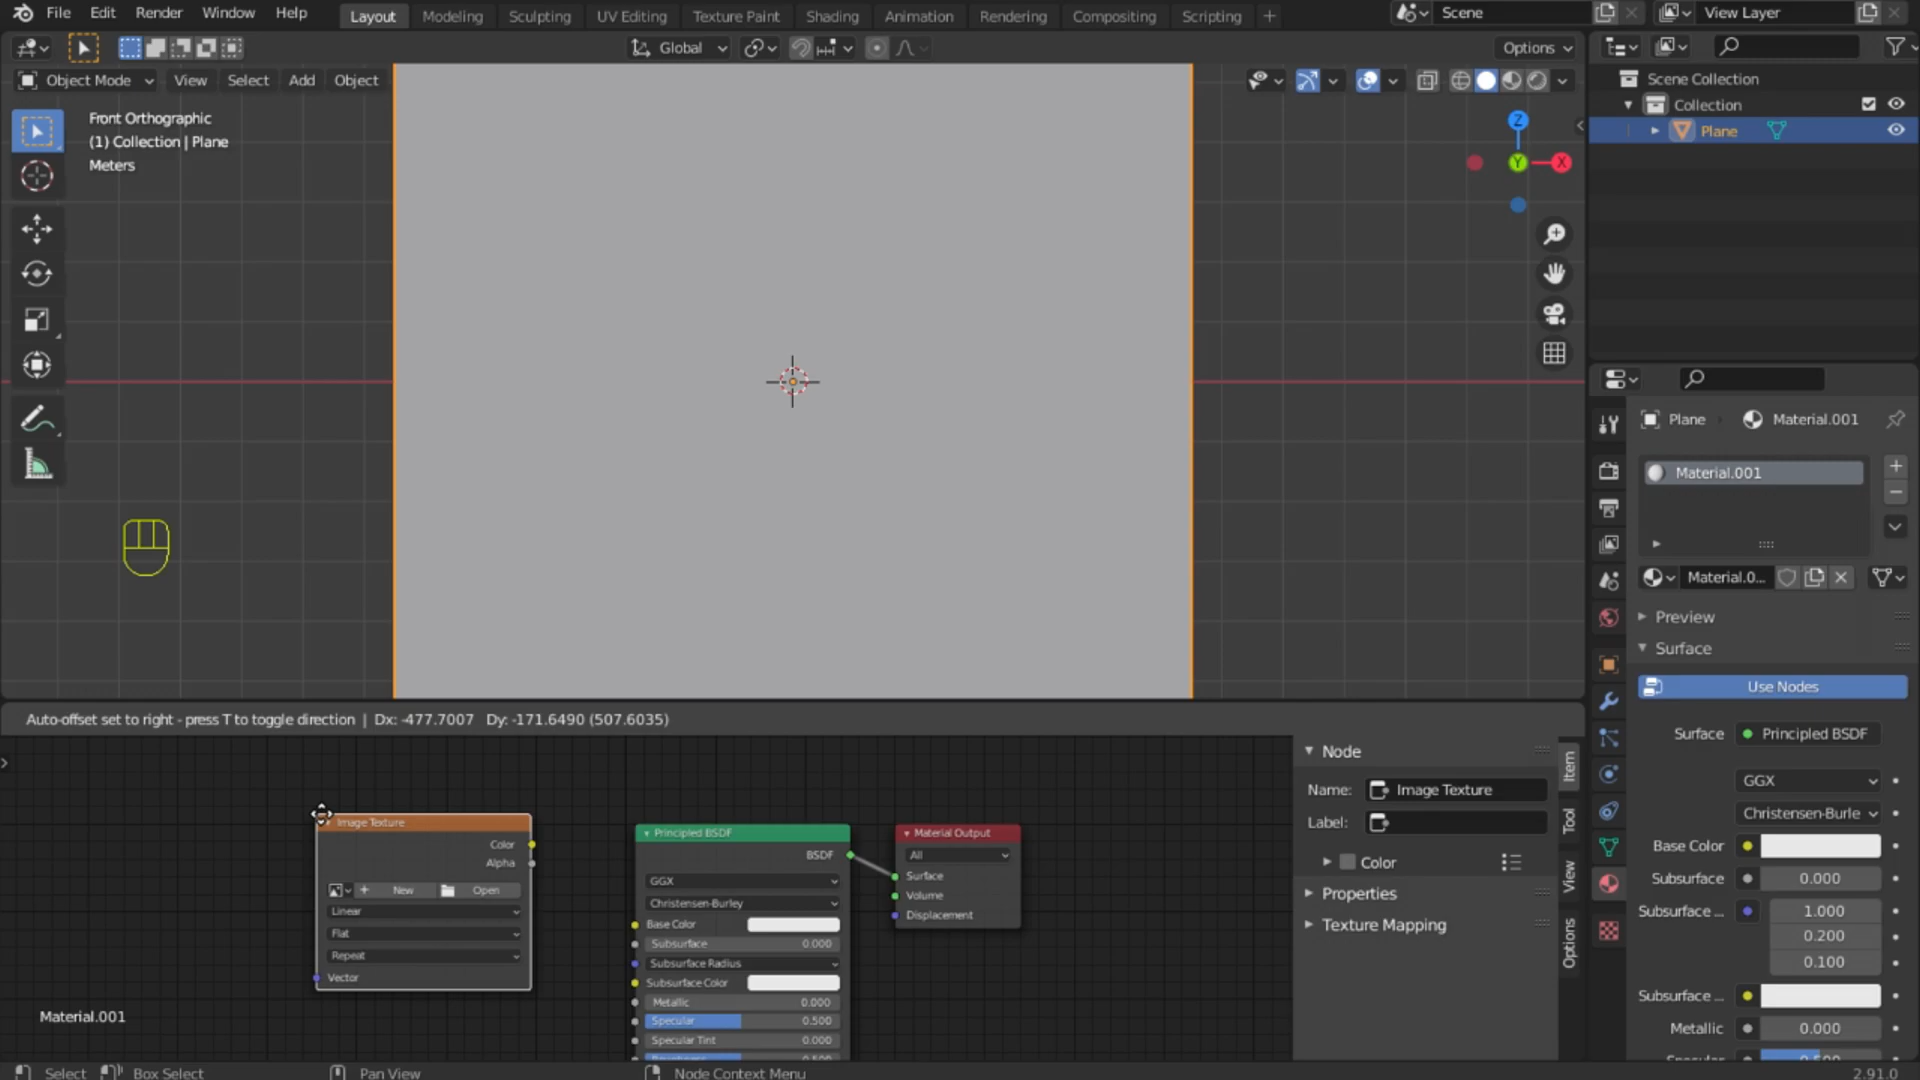 File Edit Render Window Help Layout Modeling Sculpting UV Editing Texture Paint Shading Animation Rendering Compositing Scripting + Scene View Layer
Global Options
Object Mode View Select Add Object
Front Orthographic
(1) Collection | Plane
Meters
Z
Y
X
Scene Collection
Collection
Plane
Plane Material.001
Material.001
Material.0...
Preview
Surface
Use Nodes
Surface Principled BSDF
GGX
Christensen-Burle
Base Color
Subsurface 0.000
Subsurface ... 1.000
0.200
0.100
Subsurface ...
Metallic 0.000
Auto-offset set to right - press T to toggle direction | Dx: -477.7007 Dy: -171.6490 (507.6035)
Image Texture
Color
Alpha
New Open
Linear
Flat
Repeat
Vector
Principled BSDF
BSDF
GGX
Christensen-Burley
Base Color
Subsurface 0.000
Subsurface Radius
Subsurface Color
Metallic 0.000
Specular 0.500
Specular Tint 0.000
Material Output
All
Surface
Volume
Displacement
Node
Name: Image Texture
Label:
Color
Properties
Texture Mapping
Item
Tool
View
Options
Material.001
Select Box Select Pan View Node Context Menu 2.91.0